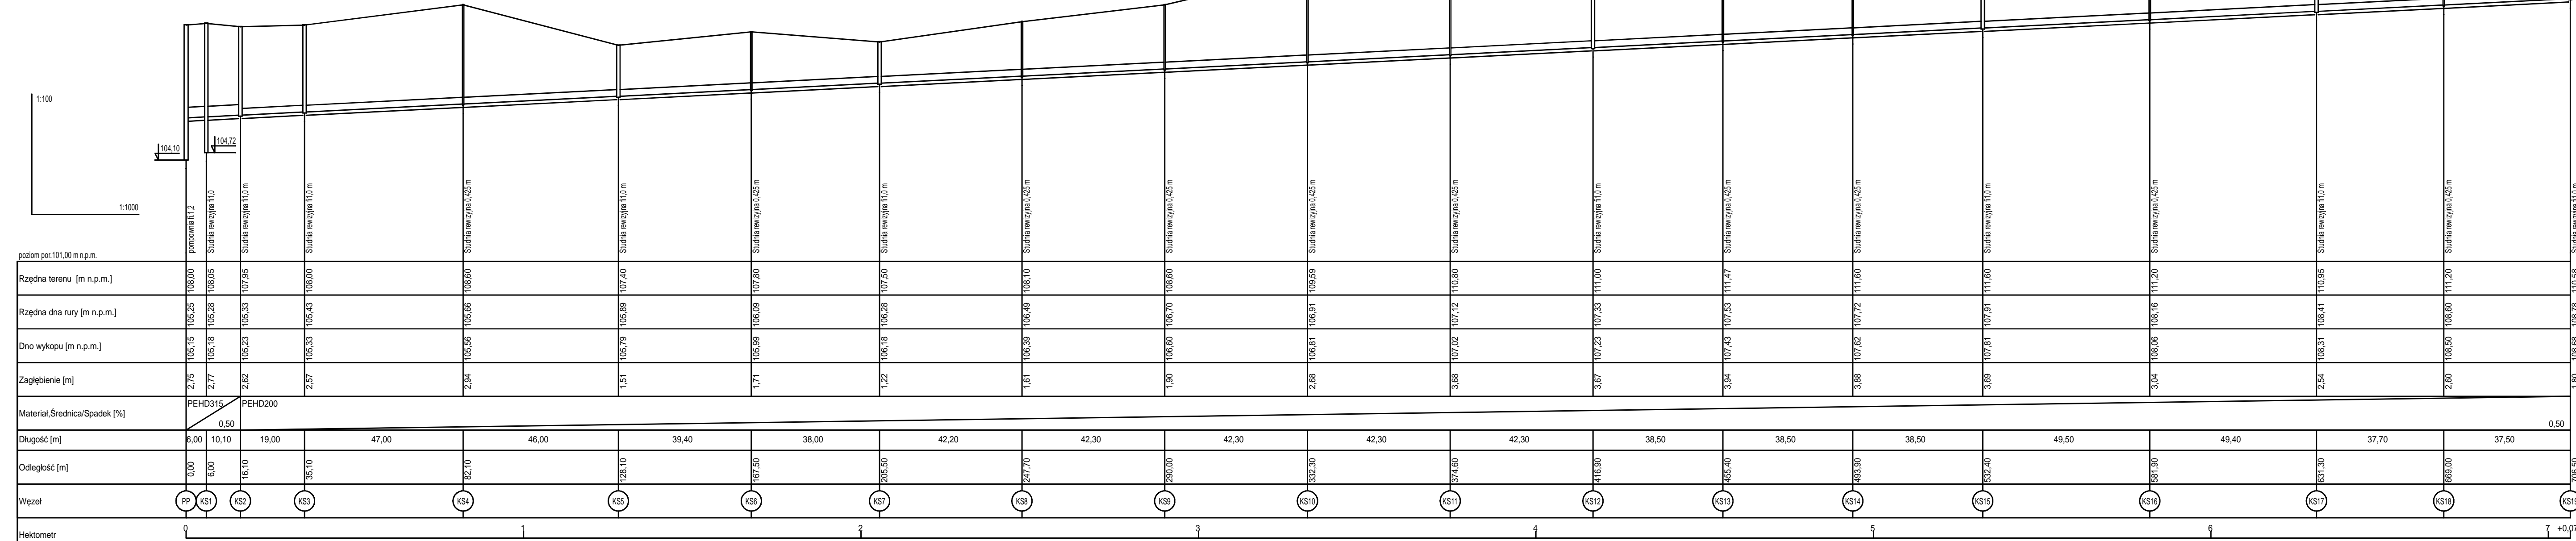 1:100
104,10
104,72
1:1000
pompownia fi.1,2
Studnia rewizyjna fi1,0
Studnia rewizyjna fi1,0 m
Studnia rewizyjna fi1,0 m
Studnia rewizyjna 0,425 m
Studnia rewizyjna fi1,0 m
Studnia rewizyjna 0,425 m
Studnia rewizyjna fi1,0 m
Studnia rewizyjna 0,425 m
Studnia rewizyjna 0,425 m
Studnia rewizyjna 0,425 m
Studnia rewizyjna 0,425 m
Studnia rewizyjna fi1,0 m
Studnia rewizyjna 0,425 m
Studnia rewizyjna 0,425 m
Studnia rewizyjna fi1,0 m
Studnia rewizyjna 0,425 m
Studnia rewizyjna fi1,0 m
Studnia rewizyjna 0,425 m
Studnia rewizyjna fi1,0 m
poziom por.101,00 m n.p.m.
Rzędna terenu [m n.p.m.] 108,00 108,05 107,95 108,00 108,60 107,40 107,80 107,50 108,10 108,60 109,59 110,80 111,00 111,47 111,60 111,60 111,20 110,95 111,20 110,58
Rzędna dna rury [m n.p.m.] 105,25 105,28 105,33 105,43 105,66 105,89 106,09 106,28 106,49 106,70 106,91 107,12 107,33 107,53 107,72 107,91 108,16 108,41 108,60 108,78
Dno wykopu [m n.p.m.] 105,15 105,18 105,23 105,33 105,56 105,79 105,99 106,18 106,39 106,60 106,81 107,02 107,23 107,43 107,62 107,81 108,06 108,31 108,50 108,68
Zagłębienie [m] 2,75 2,77 2,62 2,57 2,94 1,51 1,71 1,22 1,61 1,90 2,68 3,68 3,67 3,94 3,88 3,69 3,04 2,54 2,60 1,80
Materiał,Średnica/Spadek [%] PEHD315 0,50 PEHD200 0,50
Długość [m] 6,00 10,10 19,00 47,00 46,00 39,40 38,00 42,20 42,30 42,30 42,30 42,30 38,50 38,50 38,50 49,50 49,40 37,70 37,50
Odległość [m] 0,00 6,00 16,10 35,10 82,10 128,10 167,50 205,50 247,70 290,00 332,30 374,60 416,90 455,40 493,90 532,40 581,90 631,30 669,00 706,50
Węzeł PP KS1 KS2 KS3 KS4 KS5 KS6 KS7 KS8 KS9 KS10 KS11 KS12 KS13 KS14 KS15 KS16 KS17 KS18 KS19
Hektometr 0 1 2 3 4 5 6 7 +0,07